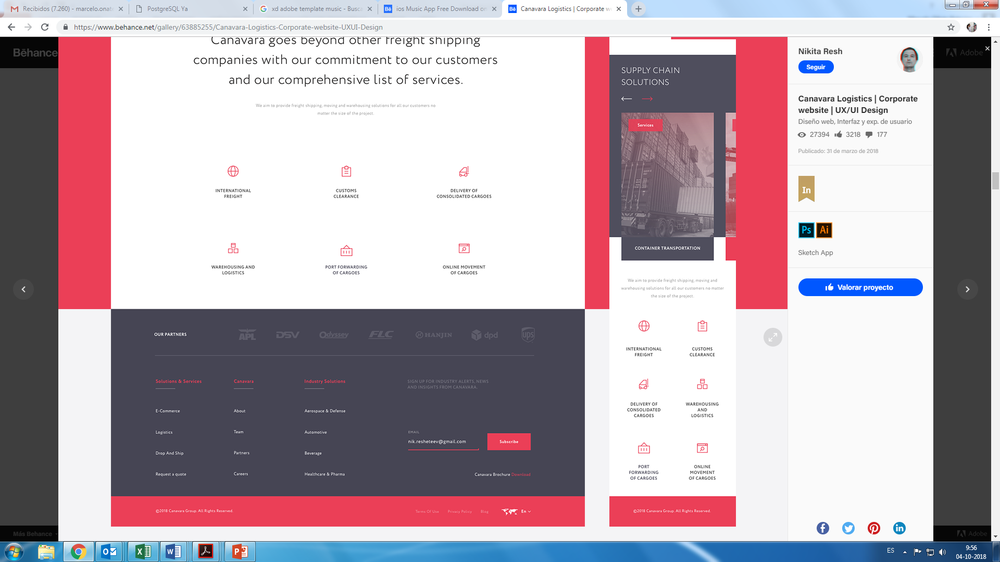 Recibidos (7.260) - marcelo.onate
PostgreSQL Ya
xd adobe template music - Busca
ios Music App Free Download on
Canavara Logistics | Corporate we
https://www.behance.net/gallery/63885255/Canavara-Logistics-Corporate-website-UXUI-Design
Bēhance
Adobe
Canavara goes beyond other freight shipping
companies with our commitment to our customers
and our comprehensive list of services.
We aim to provide freight shipping, moving and warehousing solutions for all our customers no
matter the size of the project.
INTERNATIONAL
FREIGHT
CUSTOMS
CLEARANCE
DELIVERY OF
CONSOLIDATED CARGOES
WAREHOUSING AND
LOGISTICS
PORT FORWARDING
OF CARGOES
ONLINE MOVEMENT
OF CARGOES
OUR PARTNERS
APL
DSV
Odyssey
FLC
HANJIN
dpd
ups
Solutions & Services
E-Commerce
Logistics
Drop And Ship
Request a quote
Canavara
About
Team
Partners
Careers
Industry Solutions
Aerospace & Defense
Automotive
Beverage
Healthcare & Pharma
SIGN UP FOR INDUSTRY ALERTS, NEWS
AND INSIGHTS FROM CANAVARA.
EMAIL
nik.resheteev@gmail.com
Subscribe
Canavara Brochure Download
©2018 Canavara Group. All Rights Reserved.
Terms Of Use
Privacy Policy
Blog
En
SUPPLY CHAIN
SOLUTIONS
Services
CONTAINER TRANSPORTATION
We aim to provide freight shipping, moving and
warehousing solutions for all our customers no matter
the size of the project.
INTERNATIONAL
FREIGHT
CUSTOMS
CLEARANCE
DELIVERY OF
CONSOLIDATED
CARGOES
WAREHOUSING
AND
LOGISTICS
PORT
FORWARDING
OF CARGOES
ONLINE
MOVEMENT
OF CARGOES
©2018 Canavara Group. All Rights Reserved.
Nikita Resh
Seguir
Canavara Logistics | Corporate
website | UX/UI Design
Diseño web, Interfaz y exp. de usuario
27394
3218
177
Publicado: 31 de marzo de 2018
In
Ps
Ai
Sketch App
Valorar proyecto
Más Behance
Adobe
ES
9:56
04-10-2018